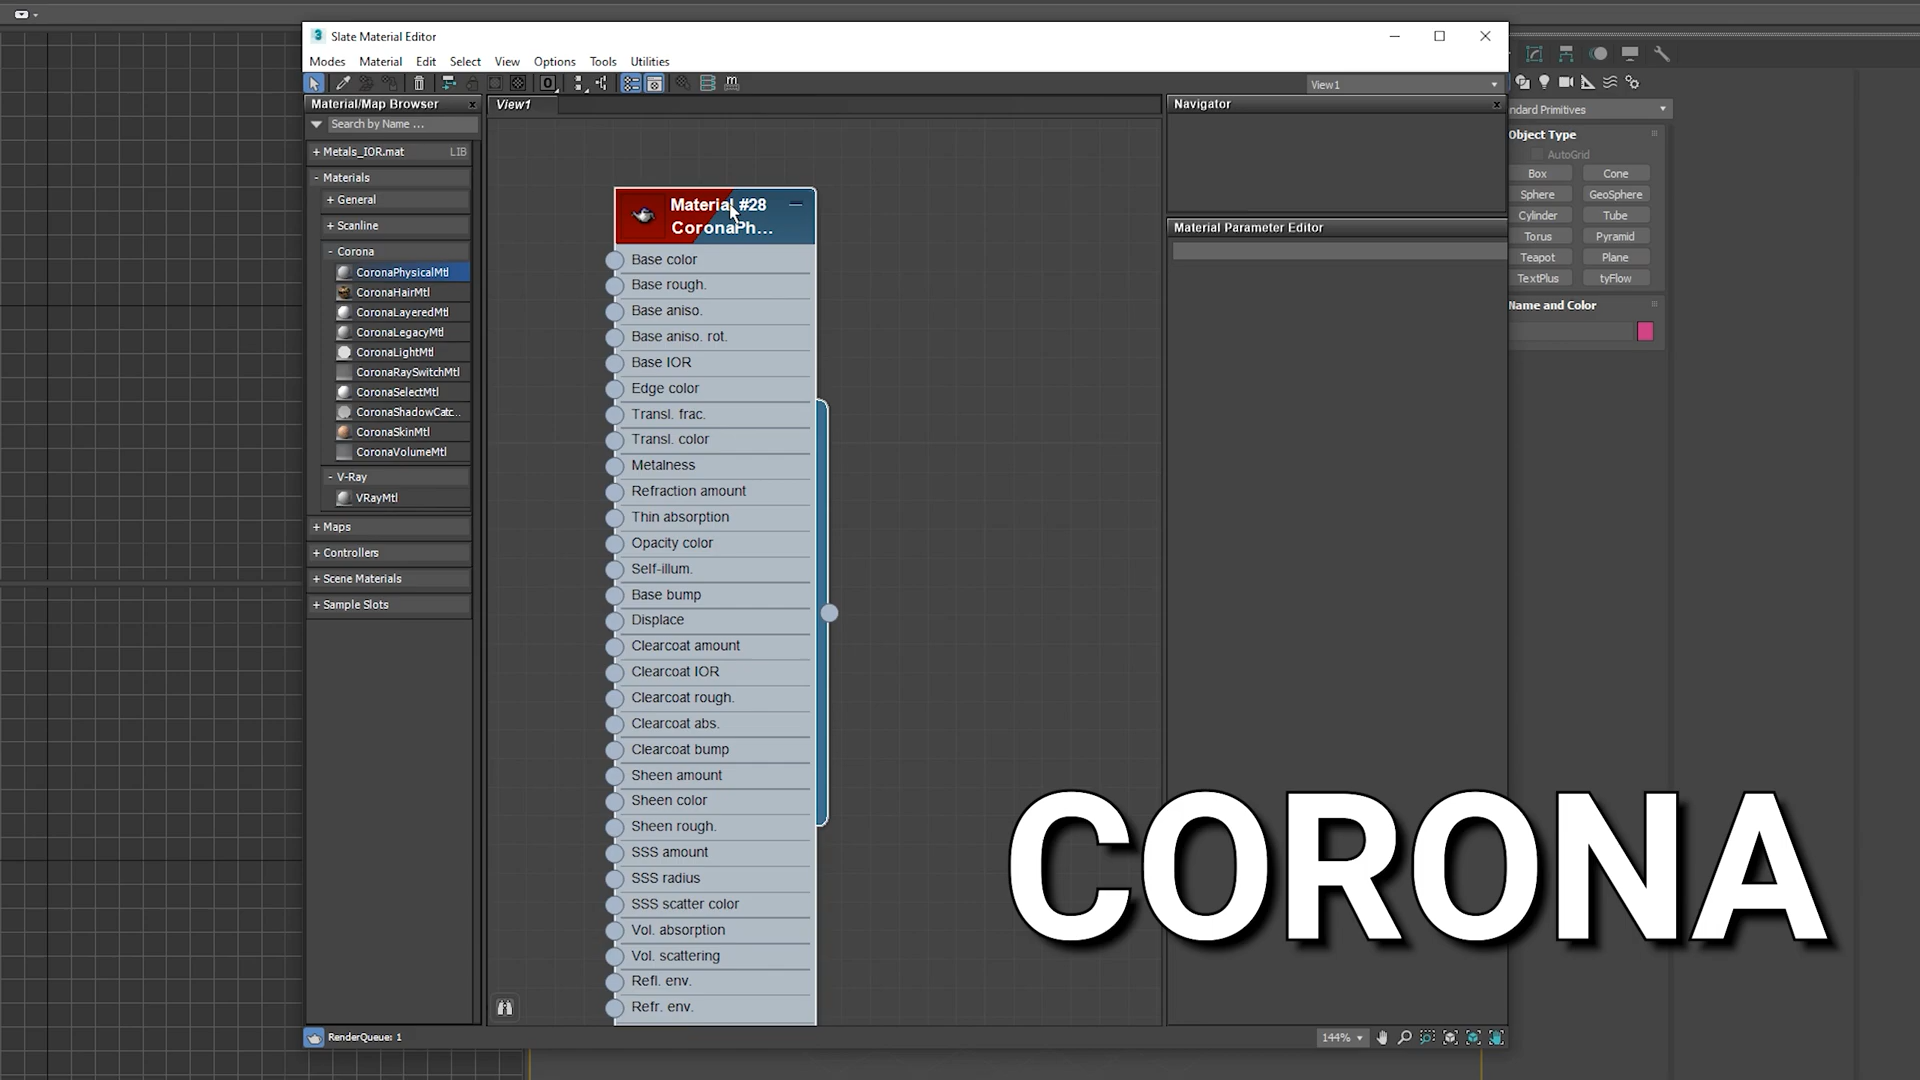 3 Slate Material Editor
Modes Material Edit Select View Options Tools Utilities
View1
Material/Map Browser
Search by Name ...
+ Metals_IOR.mat LIB
- Materials
+ General
+ Scanline
- Corona
CoronaPhysicalMtl
CoronaHairMtl
CoronaLayeredMtl
CoronaLegacyMtl
CoronaLightMtl
CoronaRaySwitchMtl
CoronaSelectMtl
CoronaShadowCatc...
CoronaSkinMtl
CoronaVolumeMtl
- V-Ray
VRayMtl
+ Maps
+ Controllers
+ Scene Materials
+ Sample Slots
View1
Material #28
CoronaPh...
Base color
Base rough.
Base aniso.
Base aniso. rot.
Base IOR
Edge color
Transl. frac.
Transl. color
Metalness
Refraction amount
Thin absorption
Opacity color
Self-illum.
Base bump
Displace
Clearcoat amount
Clearcoat IOR
Clearcoat rough.
Clearcoat abs.
Clearcoat bump
Sheen amount
Sheen color
Sheen rough.
SSS amount
SSS radius
SSS scatter color
Vol. absorption
Vol. scattering
Refl. env.
Refr. env.
Navigator
Material Parameter Editor
ndard Primitives
Object Type
AutoGrid
Box Cone
Sphere GeoSphere
Cylinder Tube
Torus Pyramid
Teapot Plane
TextPlus tyFlow
Name and Color
CORONA
RenderQueue: 1
144%